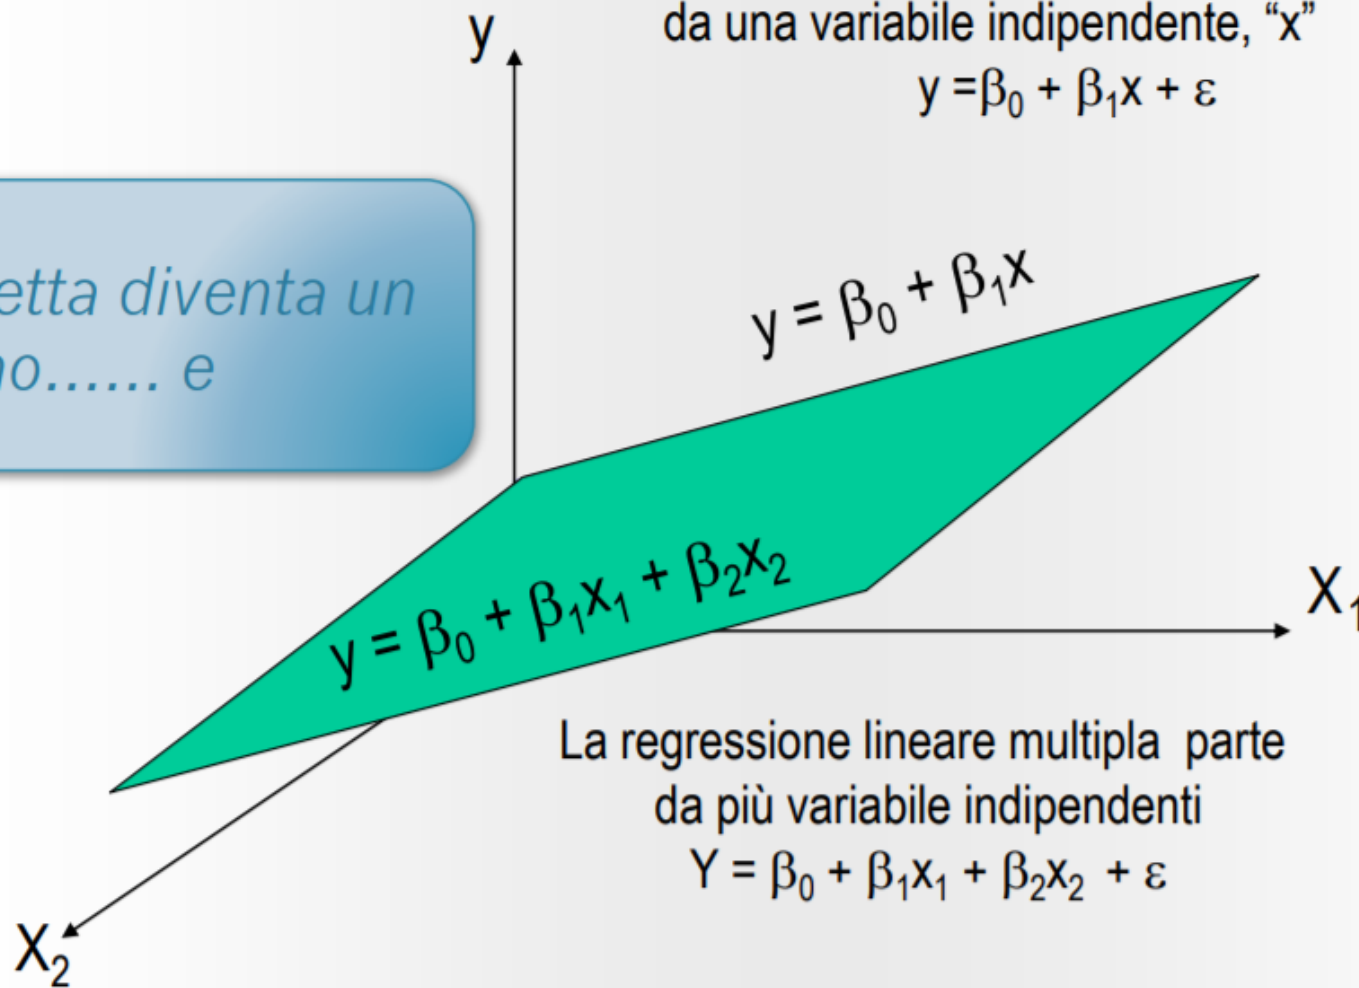 y
da una variabile indipendente, “x”
y =β₀ + β₁x + ε
diventa un
...... e
y = β₀ + β₁x
y = β₀ + β₁x₁ + β₂x₂
X₁
La regressione lineare multipla parte
da più variabile indipendenti
Y = β₀ + β₁x₁ + β₂x₂ + ε
X₂